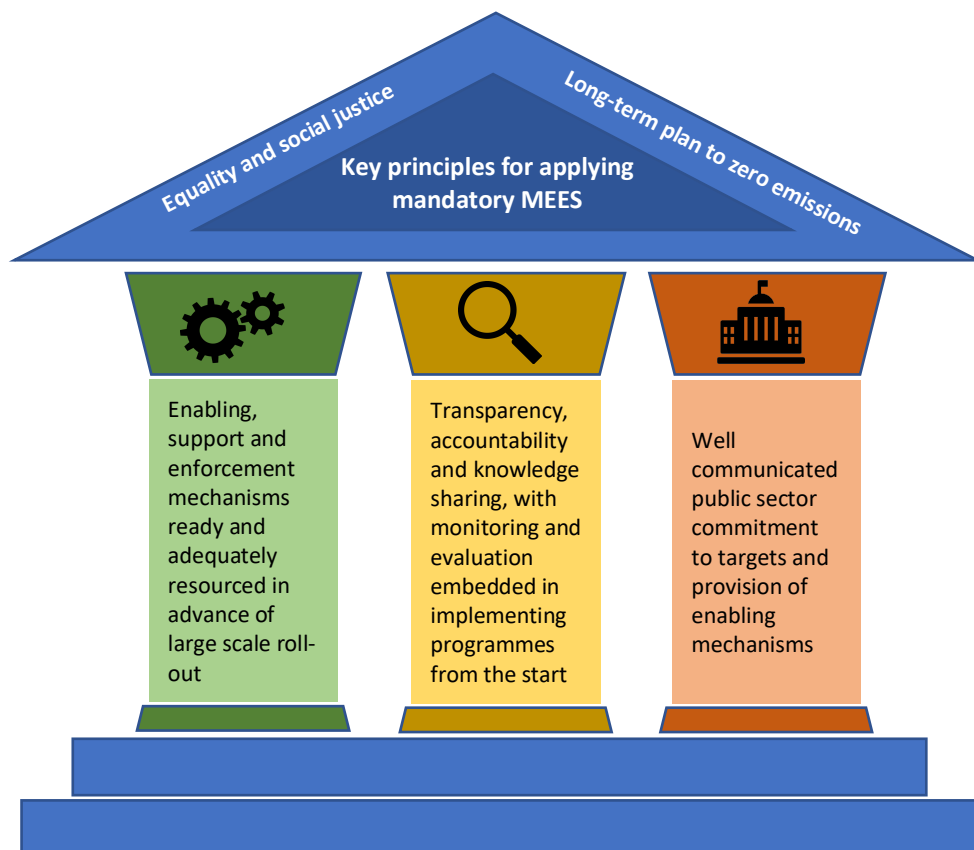 Equality and social justice
Long-term plan to zero emissions
Key principles for applying
mandatory MEES
Enabling,
support and
enforcement
mechanisms
ready and
adequately
resourced in
advance of
large scale roll-
out
Transparency,
accountability
and knowledge
sharing, with
monitoring and
evaluation
embedded in
implementing
programmes
from the start
Well
communicated
public sector
commitment
to targets and
provision of
enabling
mechanisms